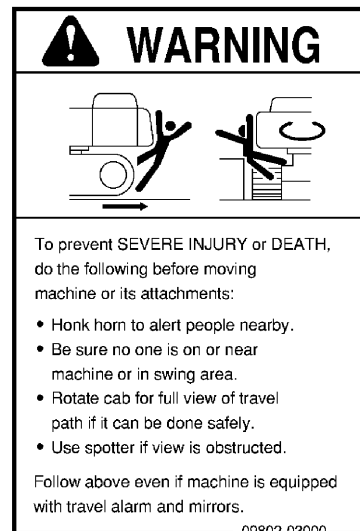 WARNING
To prevent SEVERE INJURY or DEATH,
do the following before moving
machine or its attachments:
• Honk horn to alert people nearby.
• Be sure no one is on or near
machine or in swing area.
• Rotate cab for full view of travel
path if it can be done safely.
• Use spotter if view is obstructed.
Follow above even if machine is equipped
with travel alarm and mirrors.
09802-03000